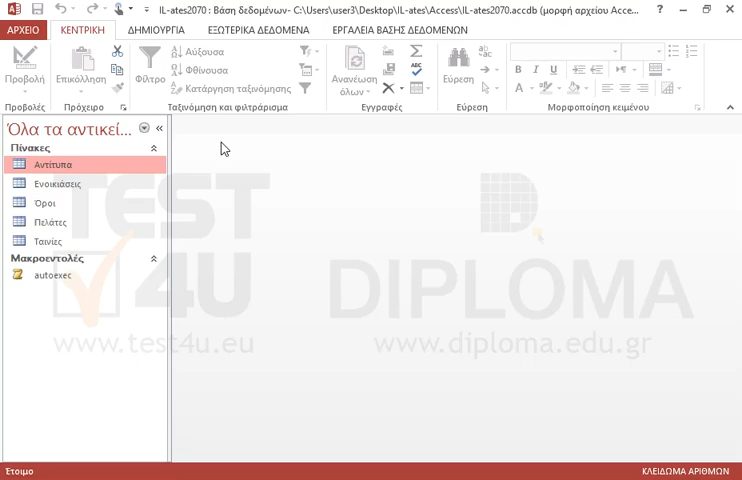 IL-ates2070 : Βάση δεδομένων- C:\Users\user3\Desktop\IL-ates\Access\IL-ates2070.accdb (μορφή αρχείου Acce...
ΑΡΧΕΙΟ ΚΕΝΤΡΙΚΗ ΔΗΜΙΟΥΡΓΙΑ ΕΞΩΤΕΡΙΚΑ ΔΕΔΟΜΕΝΑ ΕΡΓΑΛΕΙΑ ΒΑΣΗΣ ΔΕΔΟΜΕΝΩΝ
Προβολή
Επικόλληση
Φίλτρο
Αύξουσα
Φθίνουσα
Κατάργηση ταξινόμησης
Ανανέωση όλων
Εύρεση
B I U
Προβολές Πρόχειρο Ταξινόμηση και φιλτράρισμα Εγγραφές Εύρεση Μορφοποίηση κειμένου
Όλα τα αντικεί...
Πίνακες
Αντίτυπα
Ενοικιάσεις
Όροι
Πελάτες
Ταινίες
Μακροεντολές
autoexec
TEST
4U
www.test4u.eu
DIPLOMA
www.diploma.edu.gr
Έτοιμο ΚΛΕΙΔΩΜΑ ΑΡΙΘΜΩΝ